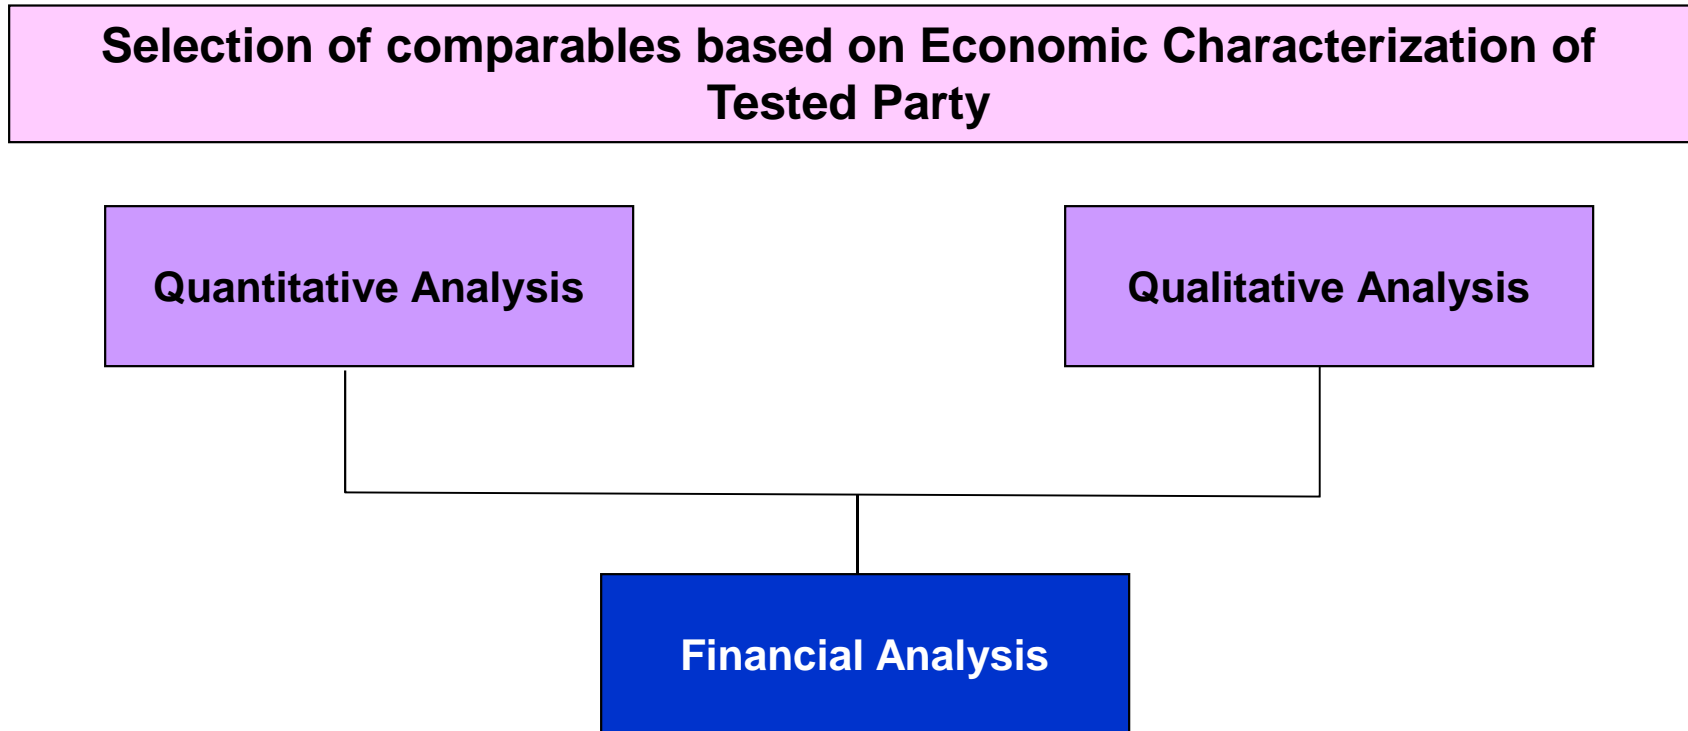 Selection of comparables based on Economic Characterization of
Tested Party
Quantitative Analysis
Qualitative Analysis
Financial Analysis